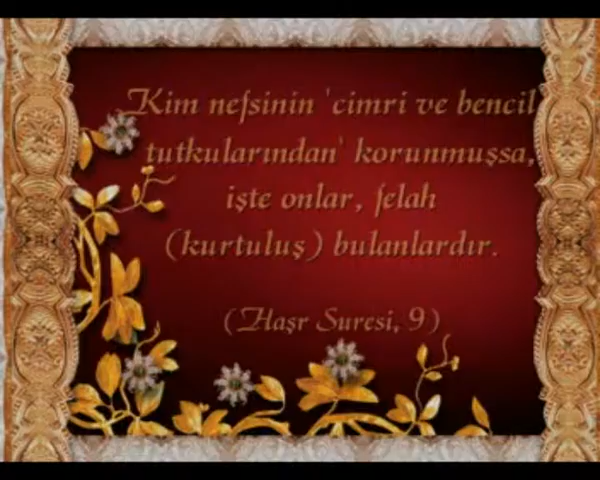 Kim nefsinin 'cimri ve bencil
tutkularından' korunmuşsa,
işte onlar, felah
(kurtuluş) bulanlardır.
(Haşr Suresi, 9)